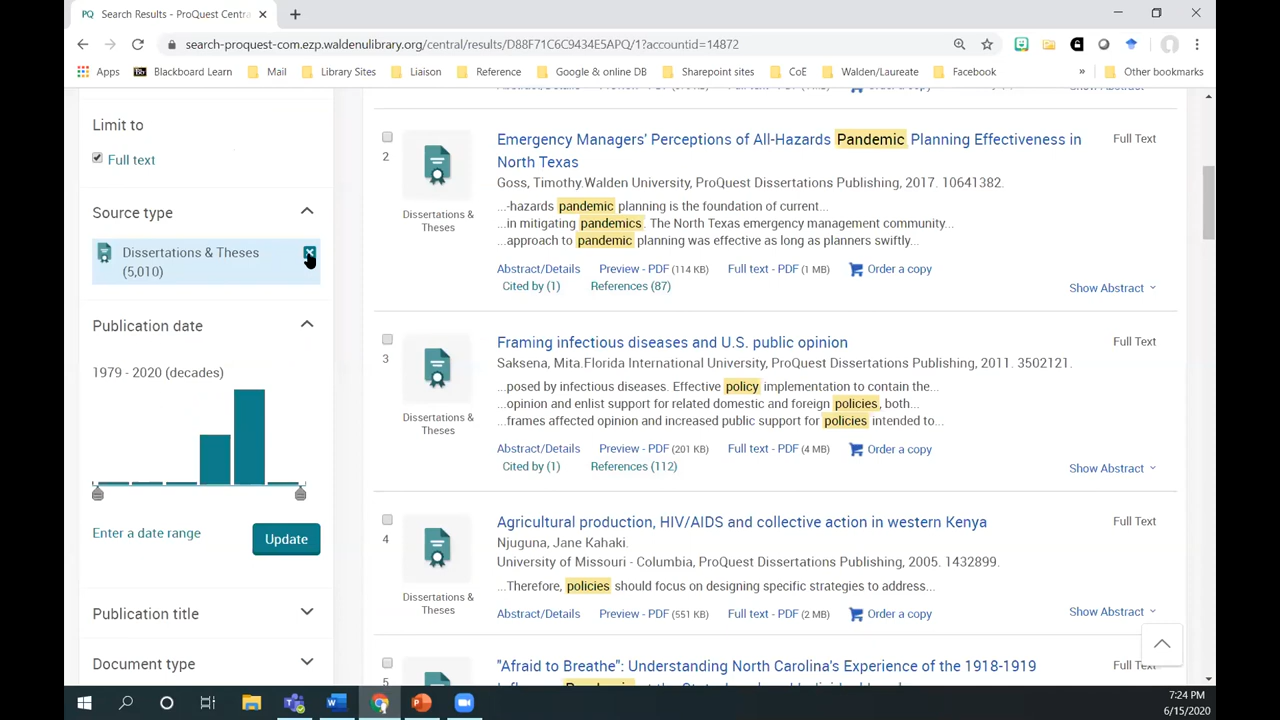 PQ Search Results - ProQuest Centr
search-proquest-com.ezp.waldenulibrary.org/central/results/D88F71C6C9434E5APQ/1?accountid=14872
Apps Bb Blackboard Learn Mail Library Sites Liaison Reference Google & online DB Sharepoint sites CoE Walden/Laureate Facebook » Other bookmarks
Limit to
Full text
Source type
Dissertations & Theses
(5,010)
Publication date
1979 - 2020 (decades)
Enter a date range
Update
Publication title
Document type
Abstract/Details Order a copy Show Abstract
2
Dissertations &
Theses
Emergency Managers' Perceptions of All-Hazards Pandemic Planning Effectiveness in
North Texas
Full Text
Goss, Timothy.Walden University, ProQuest Dissertations Publishing, 2017. 10641382.
...-hazards pandemic planning is the foundation of current...
...in mitigating pandemics. The North Texas emergency management community...
...approach to pandemic planning was effective as long as planners swiftly...
Abstract/Details Preview - PDF (114 KB) Full text - PDF (1 MB) Order a copy
Cited by (1) References (87)
Show Abstract
3
Dissertations &
Theses
Framing infectious diseases and U.S. public opinion
Full Text
Saksena, Mita.Florida International University, ProQuest Dissertations Publishing, 2011. 3502121.
...posed by infectious diseases. Effective policy implementation to contain the...
...opinion and enlist support for related domestic and foreign policies, both...
...frames affected opinion and increased public support for policies intended to...
Abstract/Details Preview - PDF (201 KB) Full text - PDF (4 MB) Order a copy
Cited by (1) References (112)
Show Abstract
4
Dissertations &
Theses
Agricultural production, HIV/AIDS and collective action in western Kenya
Full Text
Njuguna, Jane Kahaki.
University of Missouri - Columbia, ProQuest Dissertations Publishing, 2005. 1432899.
...Therefore, policies should focus on designing specific strategies to address...
Abstract/Details Preview - PDF (551 KB) Full text - PDF (2 MB) Order a copy
Show Abstract
5
"Afraid to Breathe": Understanding North Carolina's Experience of the 1918-1919
Full Text
7:24 PM
6/15/2020